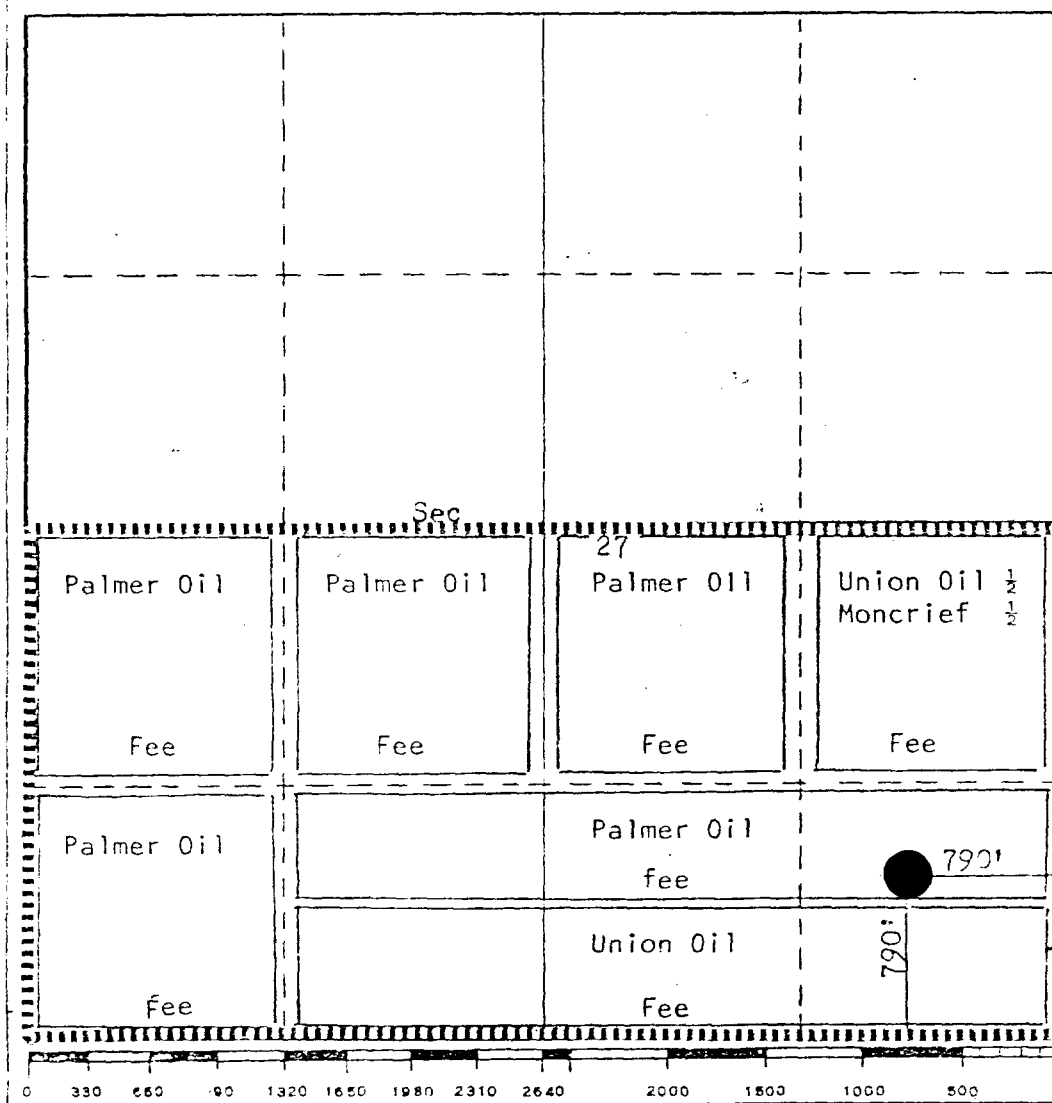 Sec
27
Palmer Oil
Palmer Oil
Palmer Oil
Union Oil ½
Moncrief ½
Fee
Fee
Fee
Fee
Palmer Oil
Palmer Oil
fee
790'
Union Oil
790'
Fee
Fee
0 330 660 90 1320 1650 1980 2310 2640 2000 1500 1000 500